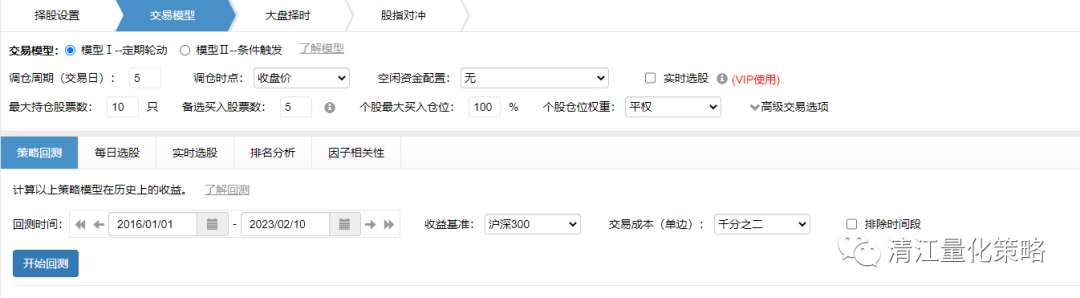 择股设置 交易模型 大盘择时 股指对冲
交易模型： 模型Ⅰ--定期轮动 模型Ⅱ--条件触发 了解模型
调仓周期（交易日）： 5 调仓时点： 收盘价 空闲资金配置： 无 实时选股 (VIP使用)
最大持仓股票数： 10 只 备选买入股票数： 5 个股最大买入仓位： 100 % 个股仓位权重： 平权 高级交易选项
策略回测 每日选股 实时选股 排名分析 因子相关性
计算以上策略模型在历史上的收益。 了解回测
回测时间： 2016/01/01 - 2023/02/10 收益基准： 沪深300 交易成本（单边）： 千分之二 排除时间段
清江量化策略
开始回测